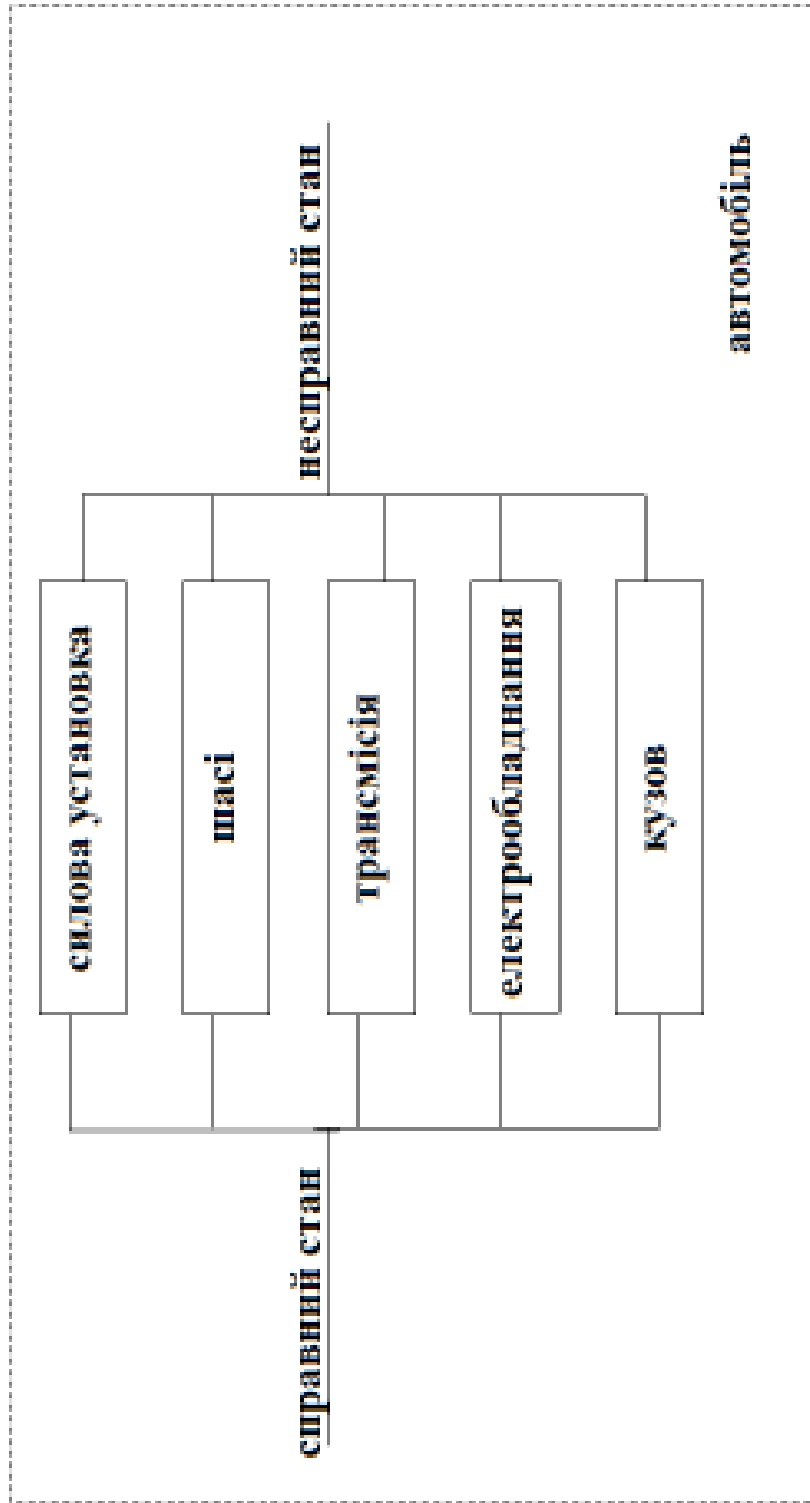 справний стан
силова установка
шасі
трансмісія
електрообладнання
кузов
несправний стан
автомобіль